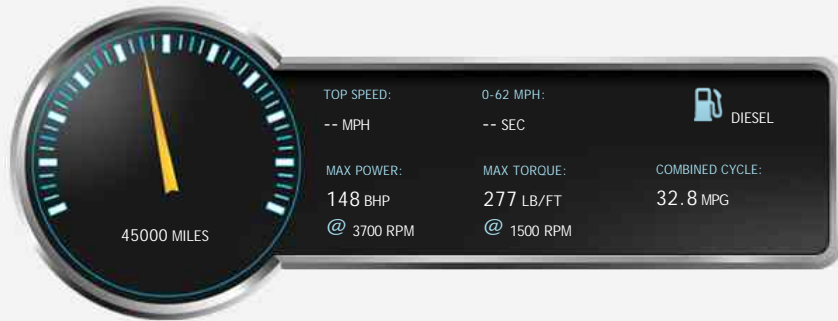 TOP SPEED:
-- MPH
0-62 MPH:
-- SEC
DIESEL
MAX POWER:
148 BHP
@ 3700 RPM
MAX TORQUE:
277 LB/FT
@ 1500 RPM
COMBINED CYCLE:
32.8 MPG
45000 MILES